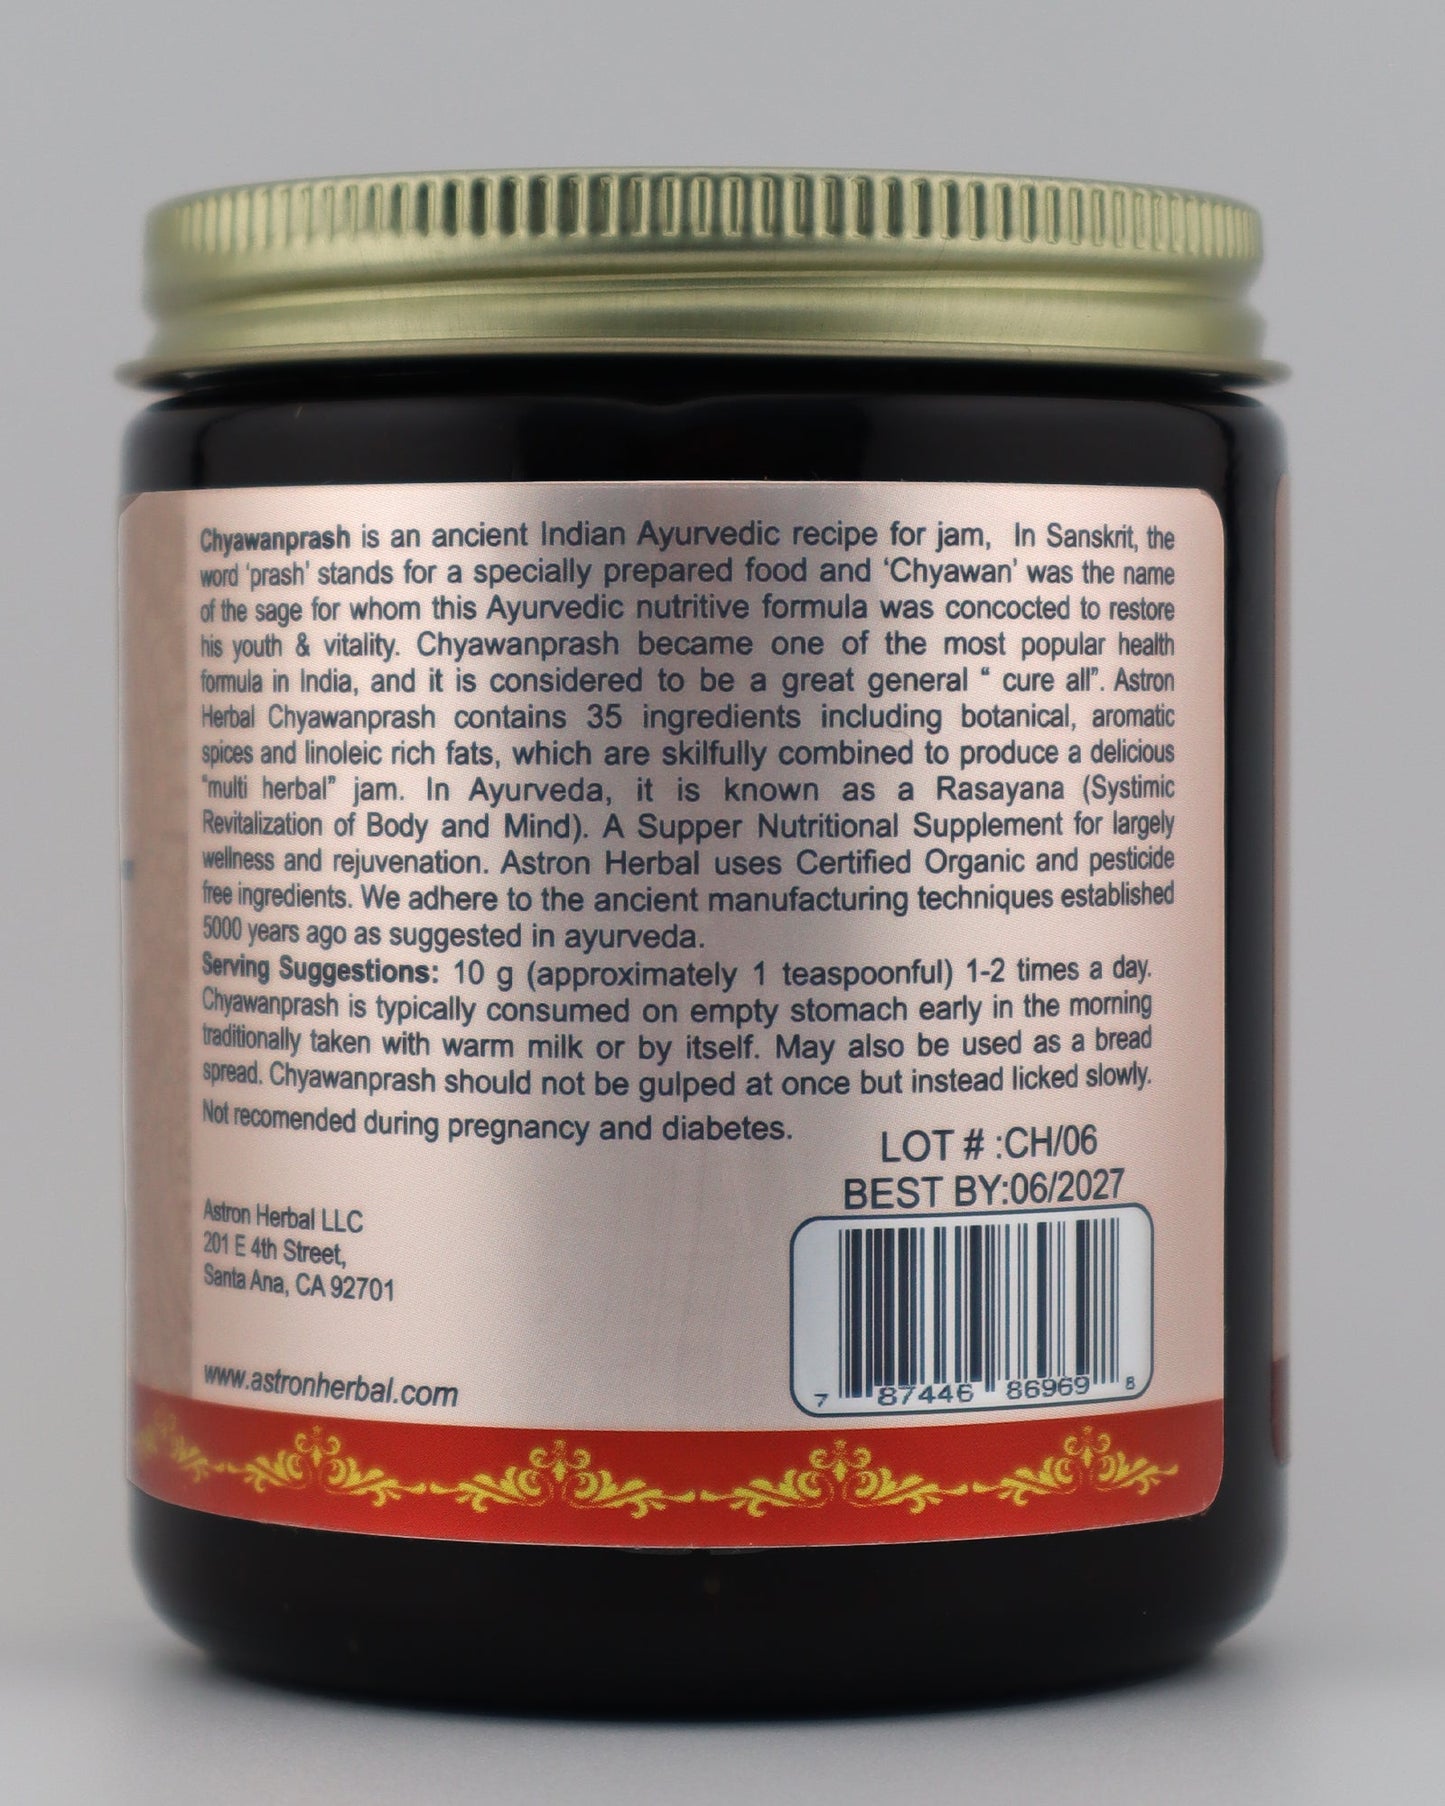 Chyawanprash is an ancient Indian Ayurvedic recipe for jam, In Sanskrit, the
word 'prash' stands for a specially prepared food and 'Chyawan' was the name
of the sage for whom this Ayurvedic nutritive formula was concocted to restore
his youth & vitality. Chyawanprash became one of the most popular health
formula in India, and it is considered to be a great general “ cure all”. Astron
Herbal Chyawanprash contains 35 ingredients including botanical, aromatic
spices and linoleic rich fats, which are skilfully combined to produce a delicious
“multi herbal” jam. In Ayurveda, it is known as a Rasayana (Systimic
Revitalization of Body and Mind). A Supper Nutritional Supplement for largely
wellness and rejuvenation. Astron Herbal uses Certified Organic and pesticide
free ingredients. We adhere to the ancient manufacturing techniques established
5000 years ago as suggested in ayurveda.
Serving Suggestions: 10 g (approximately 1 teaspoonful) 1-2 times a day.
Chyawanprash is typically consumed on empty stomach early in the morning
traditionally taken with warm milk or by itself. May also be used as a bread
spread. Chyawanprash should not be gulped at once but instead licked slowly.
Not recomended during pregnancy and diabetes.
LOT # :CH/06
BEST BY:06/2027
Astron Herbal LLC
201 E 4th Street,
Santa Ana, CA 92701
www.astronherbal.com
7 87446 86969 8